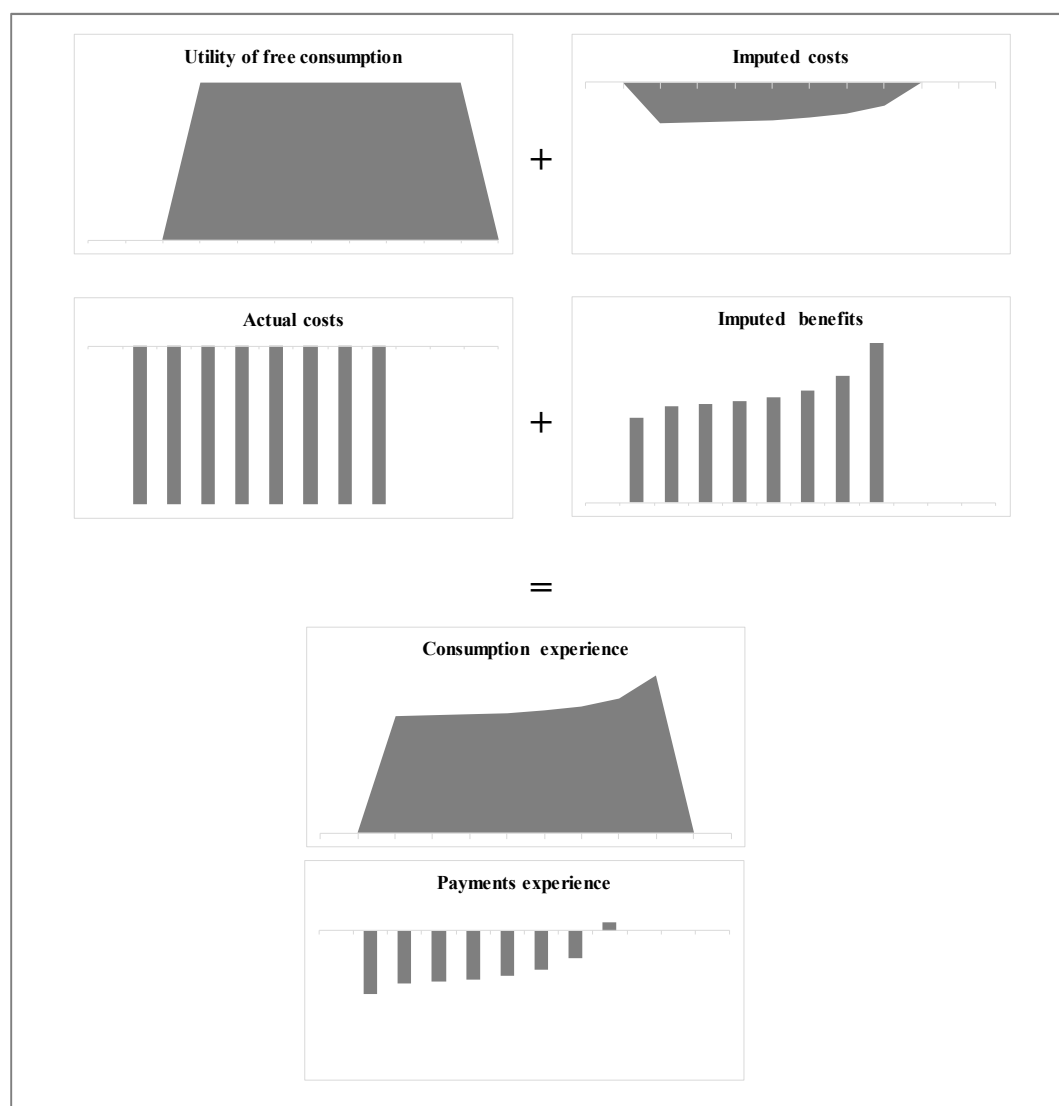 Utility of free consumption
Imputed costs
+
Actual costs
Imputed benefits
+
=
Consumption experience
Payments experience